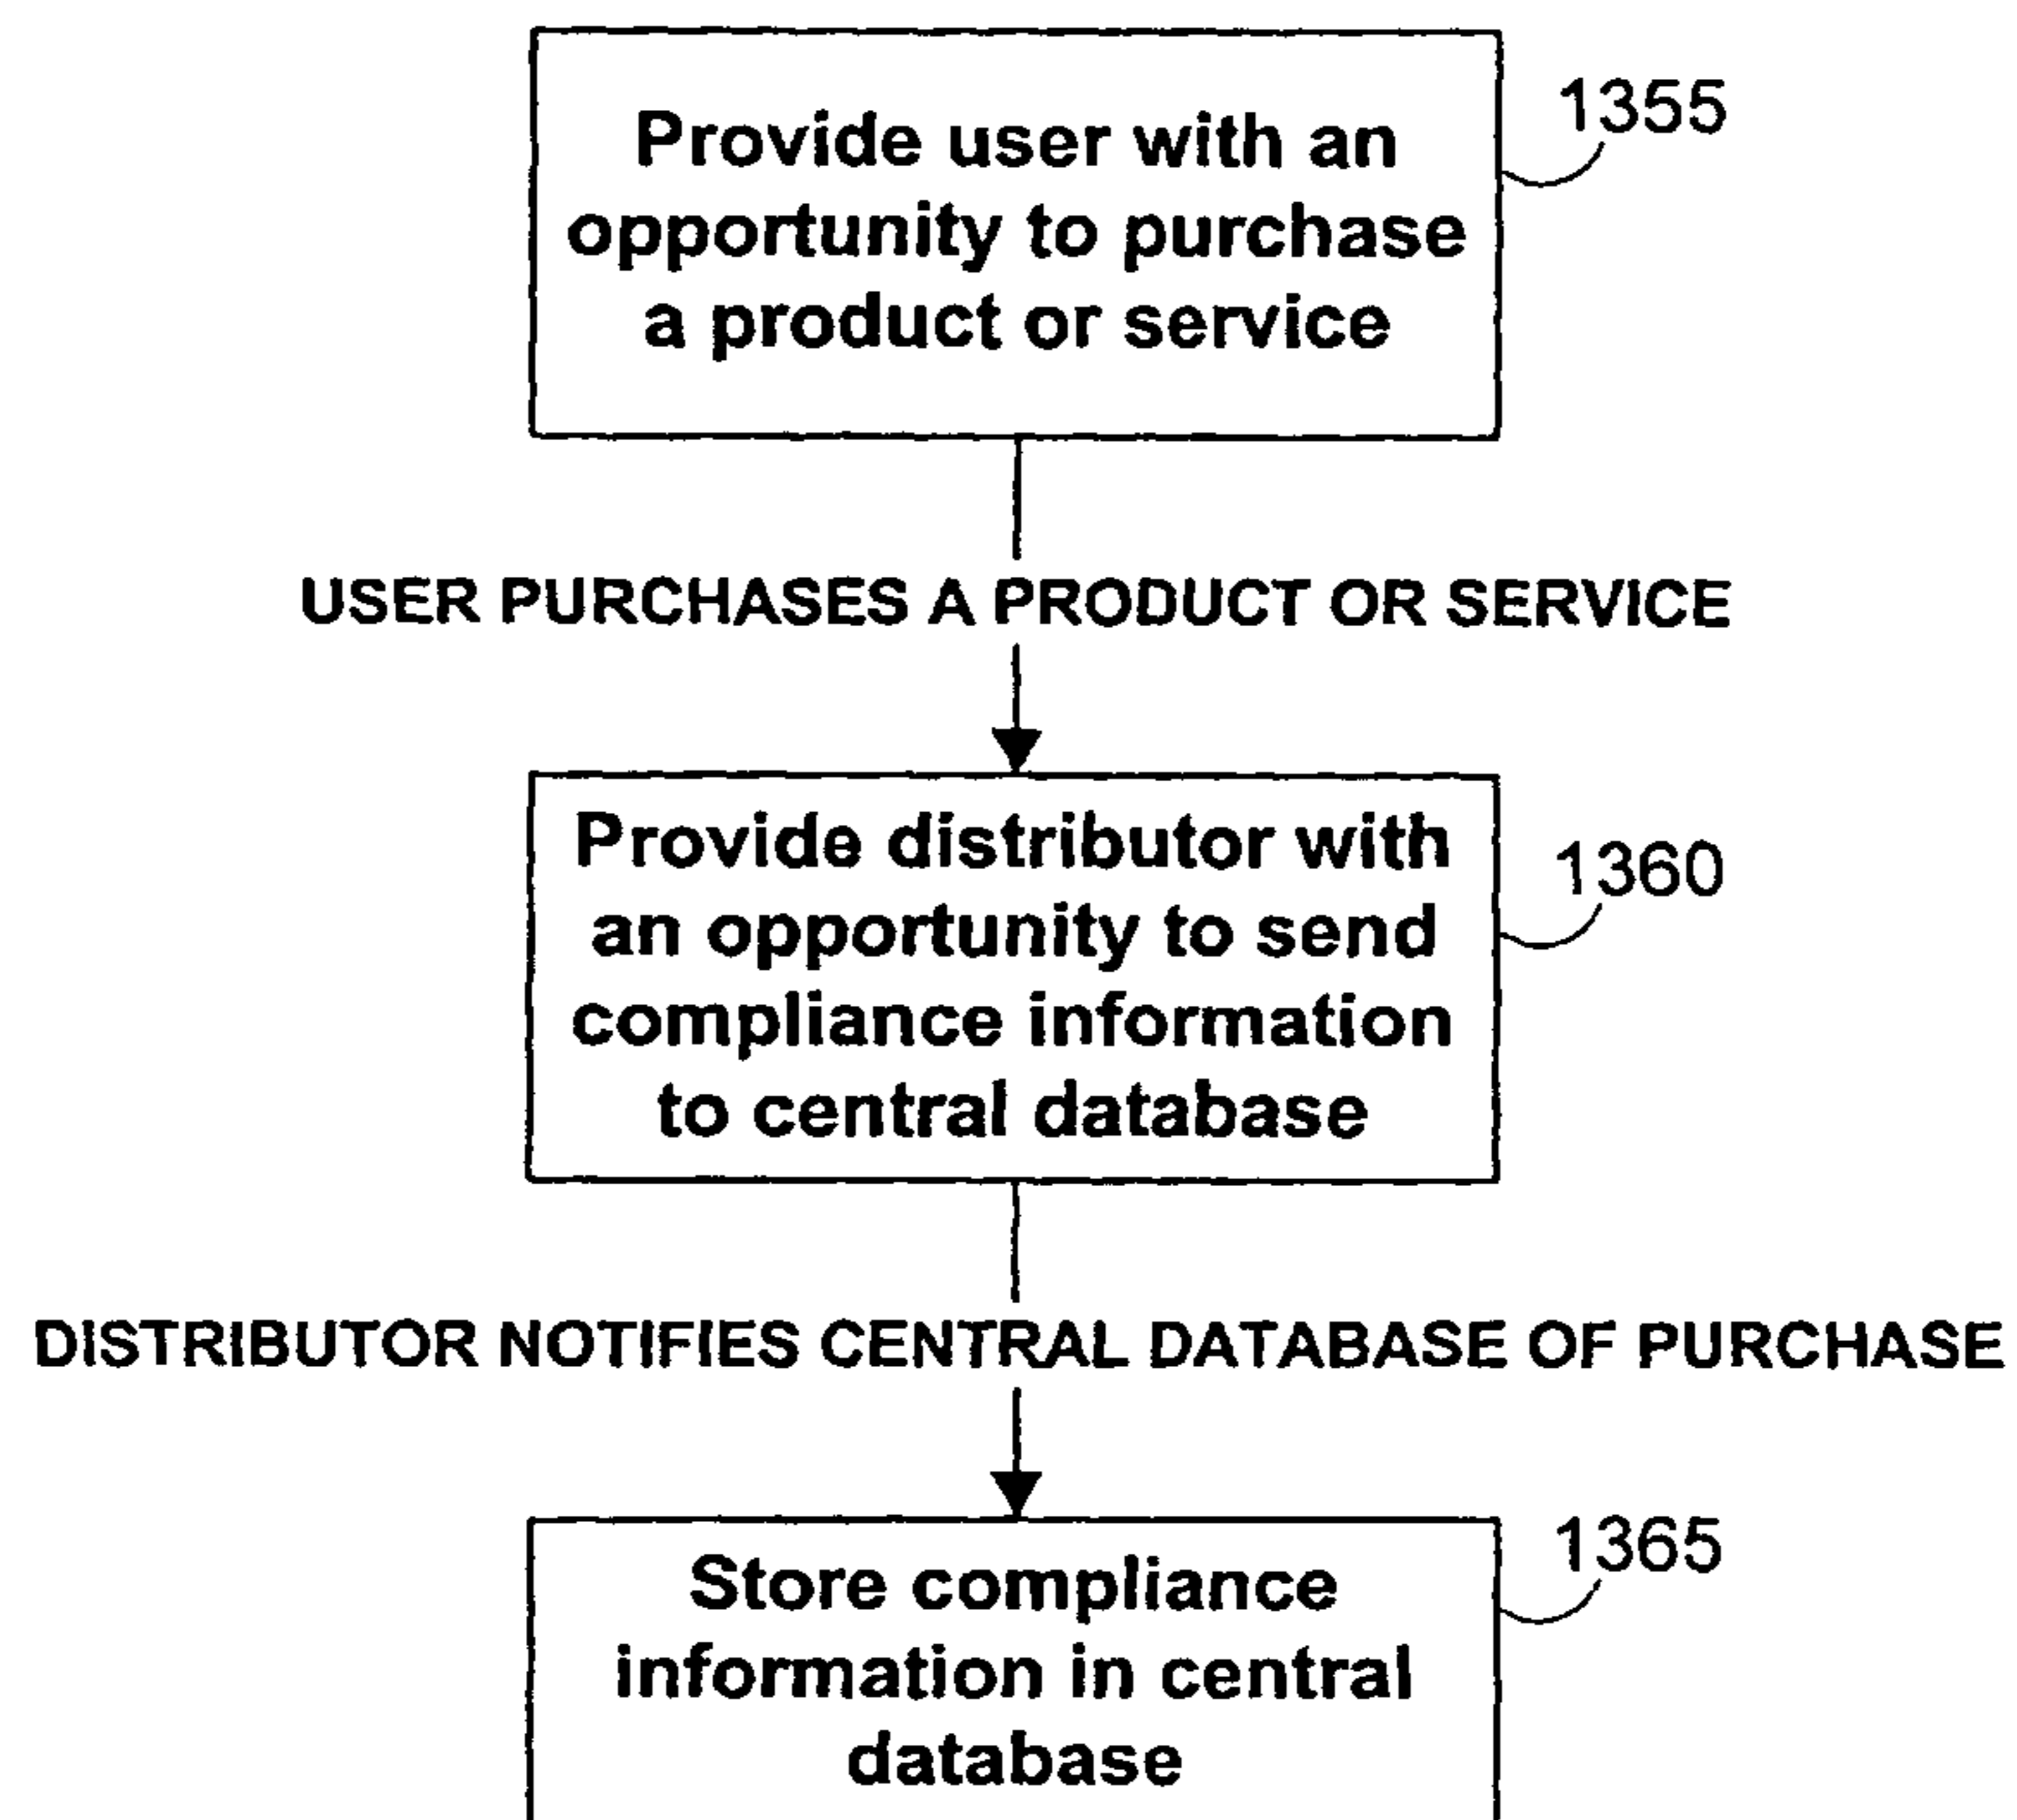 Provide user with an
opportunity to purchase
a product or service
1355
USER PURCHASES A PRODUCT OR SERVICE
Provide distributor with
an opportunity to send
compliance information
to central database
1360
DISTRIBUTOR NOTIFIES CENTRAL DATABASE OF PURCHASE
Store compliance
information in central
database
1365